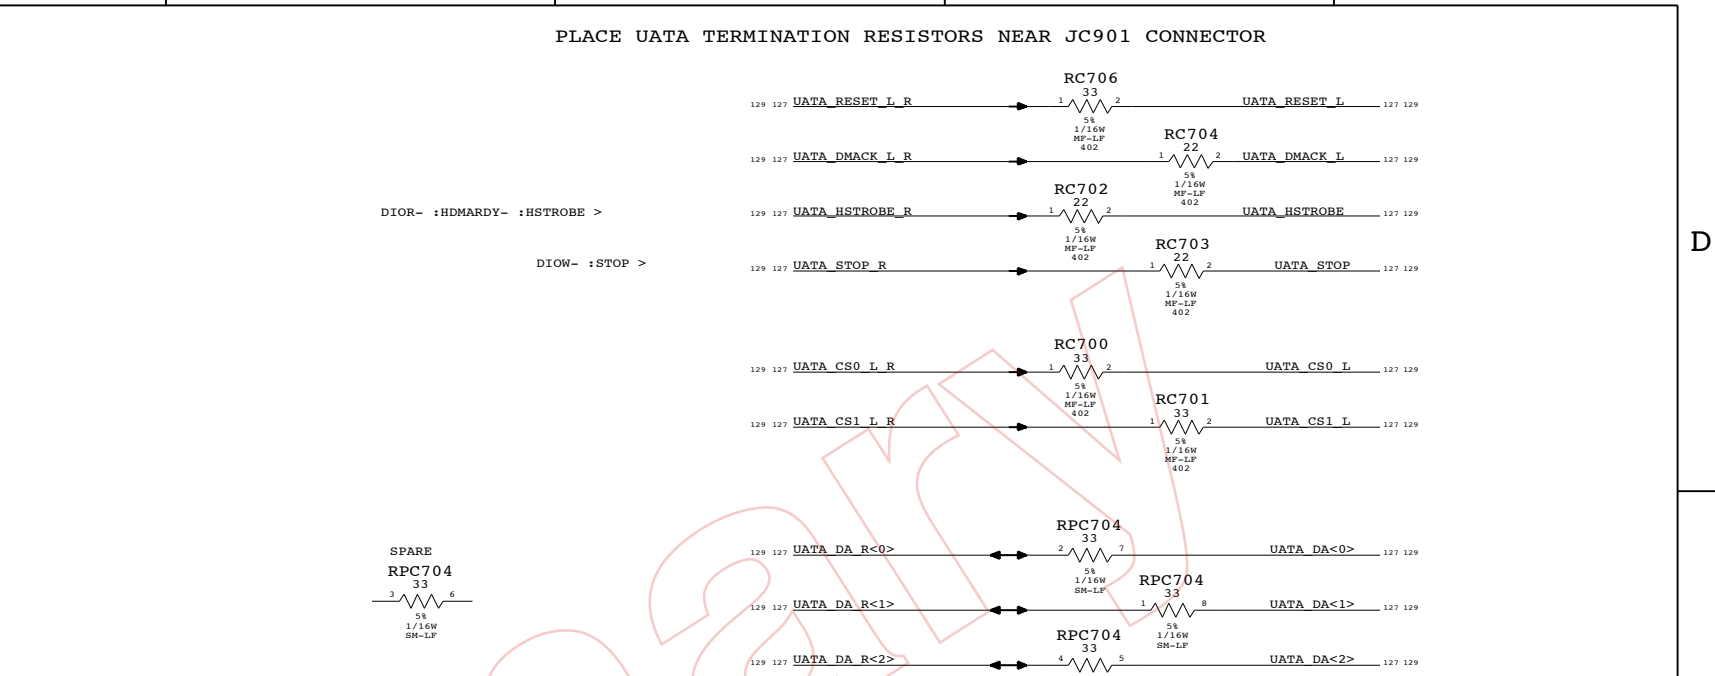 PLACE UATA TERMINATION RESISTORS NEAR JC901 CONNECTOR
RC706
33
129 127 UATA_RESET_L_R 1 2 UATA_RESET_L 127 129
5%
1/16W
MF-LF
402
RC704
22
129 127 UATA_DMACK_L_R 1 2 UATA_DMACK_L 127 129
5%
1/16W
MF-LF
402
RC702
22
DIOR- :HDMARDY- :HSTROBE > 129 127 UATA_HSTROBE_R 1 2 UATA_HSTROBE 127 129
5%
1/16W
MF-LF
402
D
RC703
22
DIOW- :STOP > 129 127 UATA_STOP_R 1 2 UATA_STOP 127 129
5%
1/16W
MF-LF
402
RC700
33
129 127 UATA_CS0_L_R 1 2 UATA_CS0_L 127 129
5%
1/16W
MF-LF
402
RC701
33
129 127 UATA_CS1_L_R 1 2 UATA_CS1_L 127 129
5%
1/16W
MF-LF
402
RPC704
33
129 127 UATA_DA_R<0> 2 7 UATA_DA<0> 127 129
5%
1/16W
SM-LF
SPARE
RPC704
33
3 6
5%
1/16W
SM-LF
RPC704
33
129 127 UATA_DA_R<1> 1 8 UATA_DA<1> 127 129
5%
1/16W
SM-LF
RPC704
33
129 127 UATA_DA_R<2> 4 5 UATA_DA<2> 127 129
ary